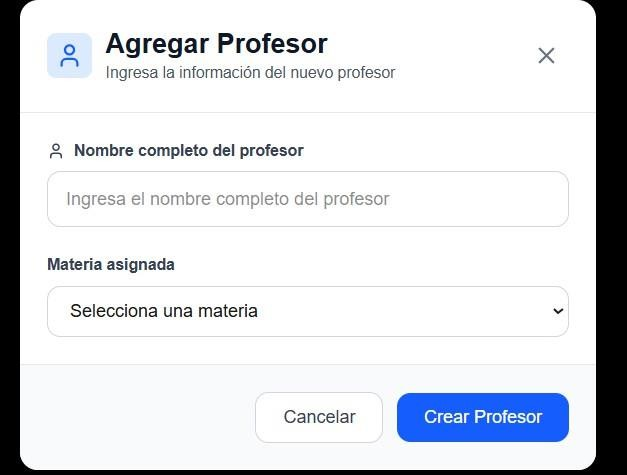 Agregar Profesor
Ingresa la información del nuevo profesor
Nombre completo del profesor
Ingresa el nombre completo del profesor
Materia asignada
Selecciona una materia
Cancelar
Crear Profesor